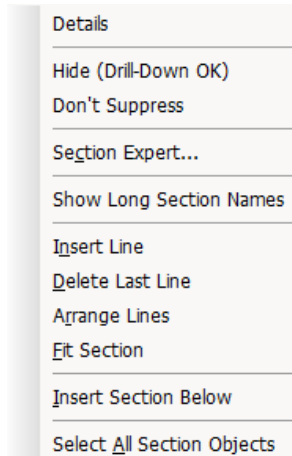 Details
Hide (Drill-Down OK)
Don't Suppress
Section Expert...
Show Long Section Names
Insert Line
Delete Last Line
Arrange Lines
Fit Section
Insert Section Below
Select All Section Objects